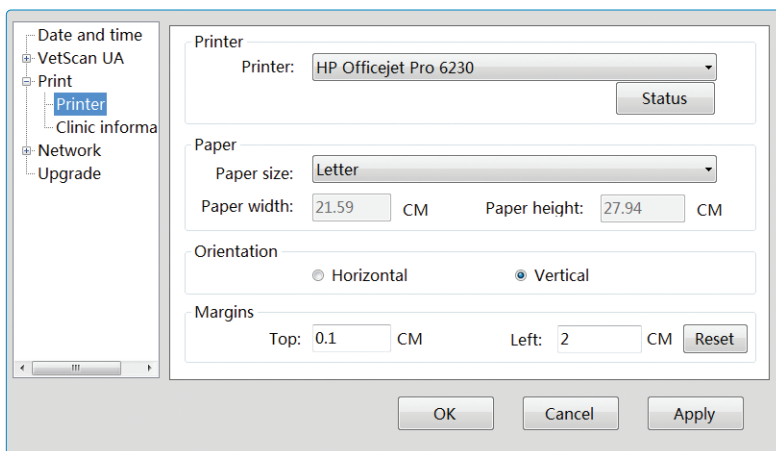 Date and time
VetScan UA
Print
Printer
Clinic informa
Network
Upgrade
Printer
Printer: HP Officejet Pro 6230
Status
Paper
Paper size: Letter
Paper width: 21.59 CM Paper height: 27.94 CM
Orientation
Horizontal Vertical
Margins
Top: 0.1 CM Left: 2 CM Reset
OK Cancel Apply